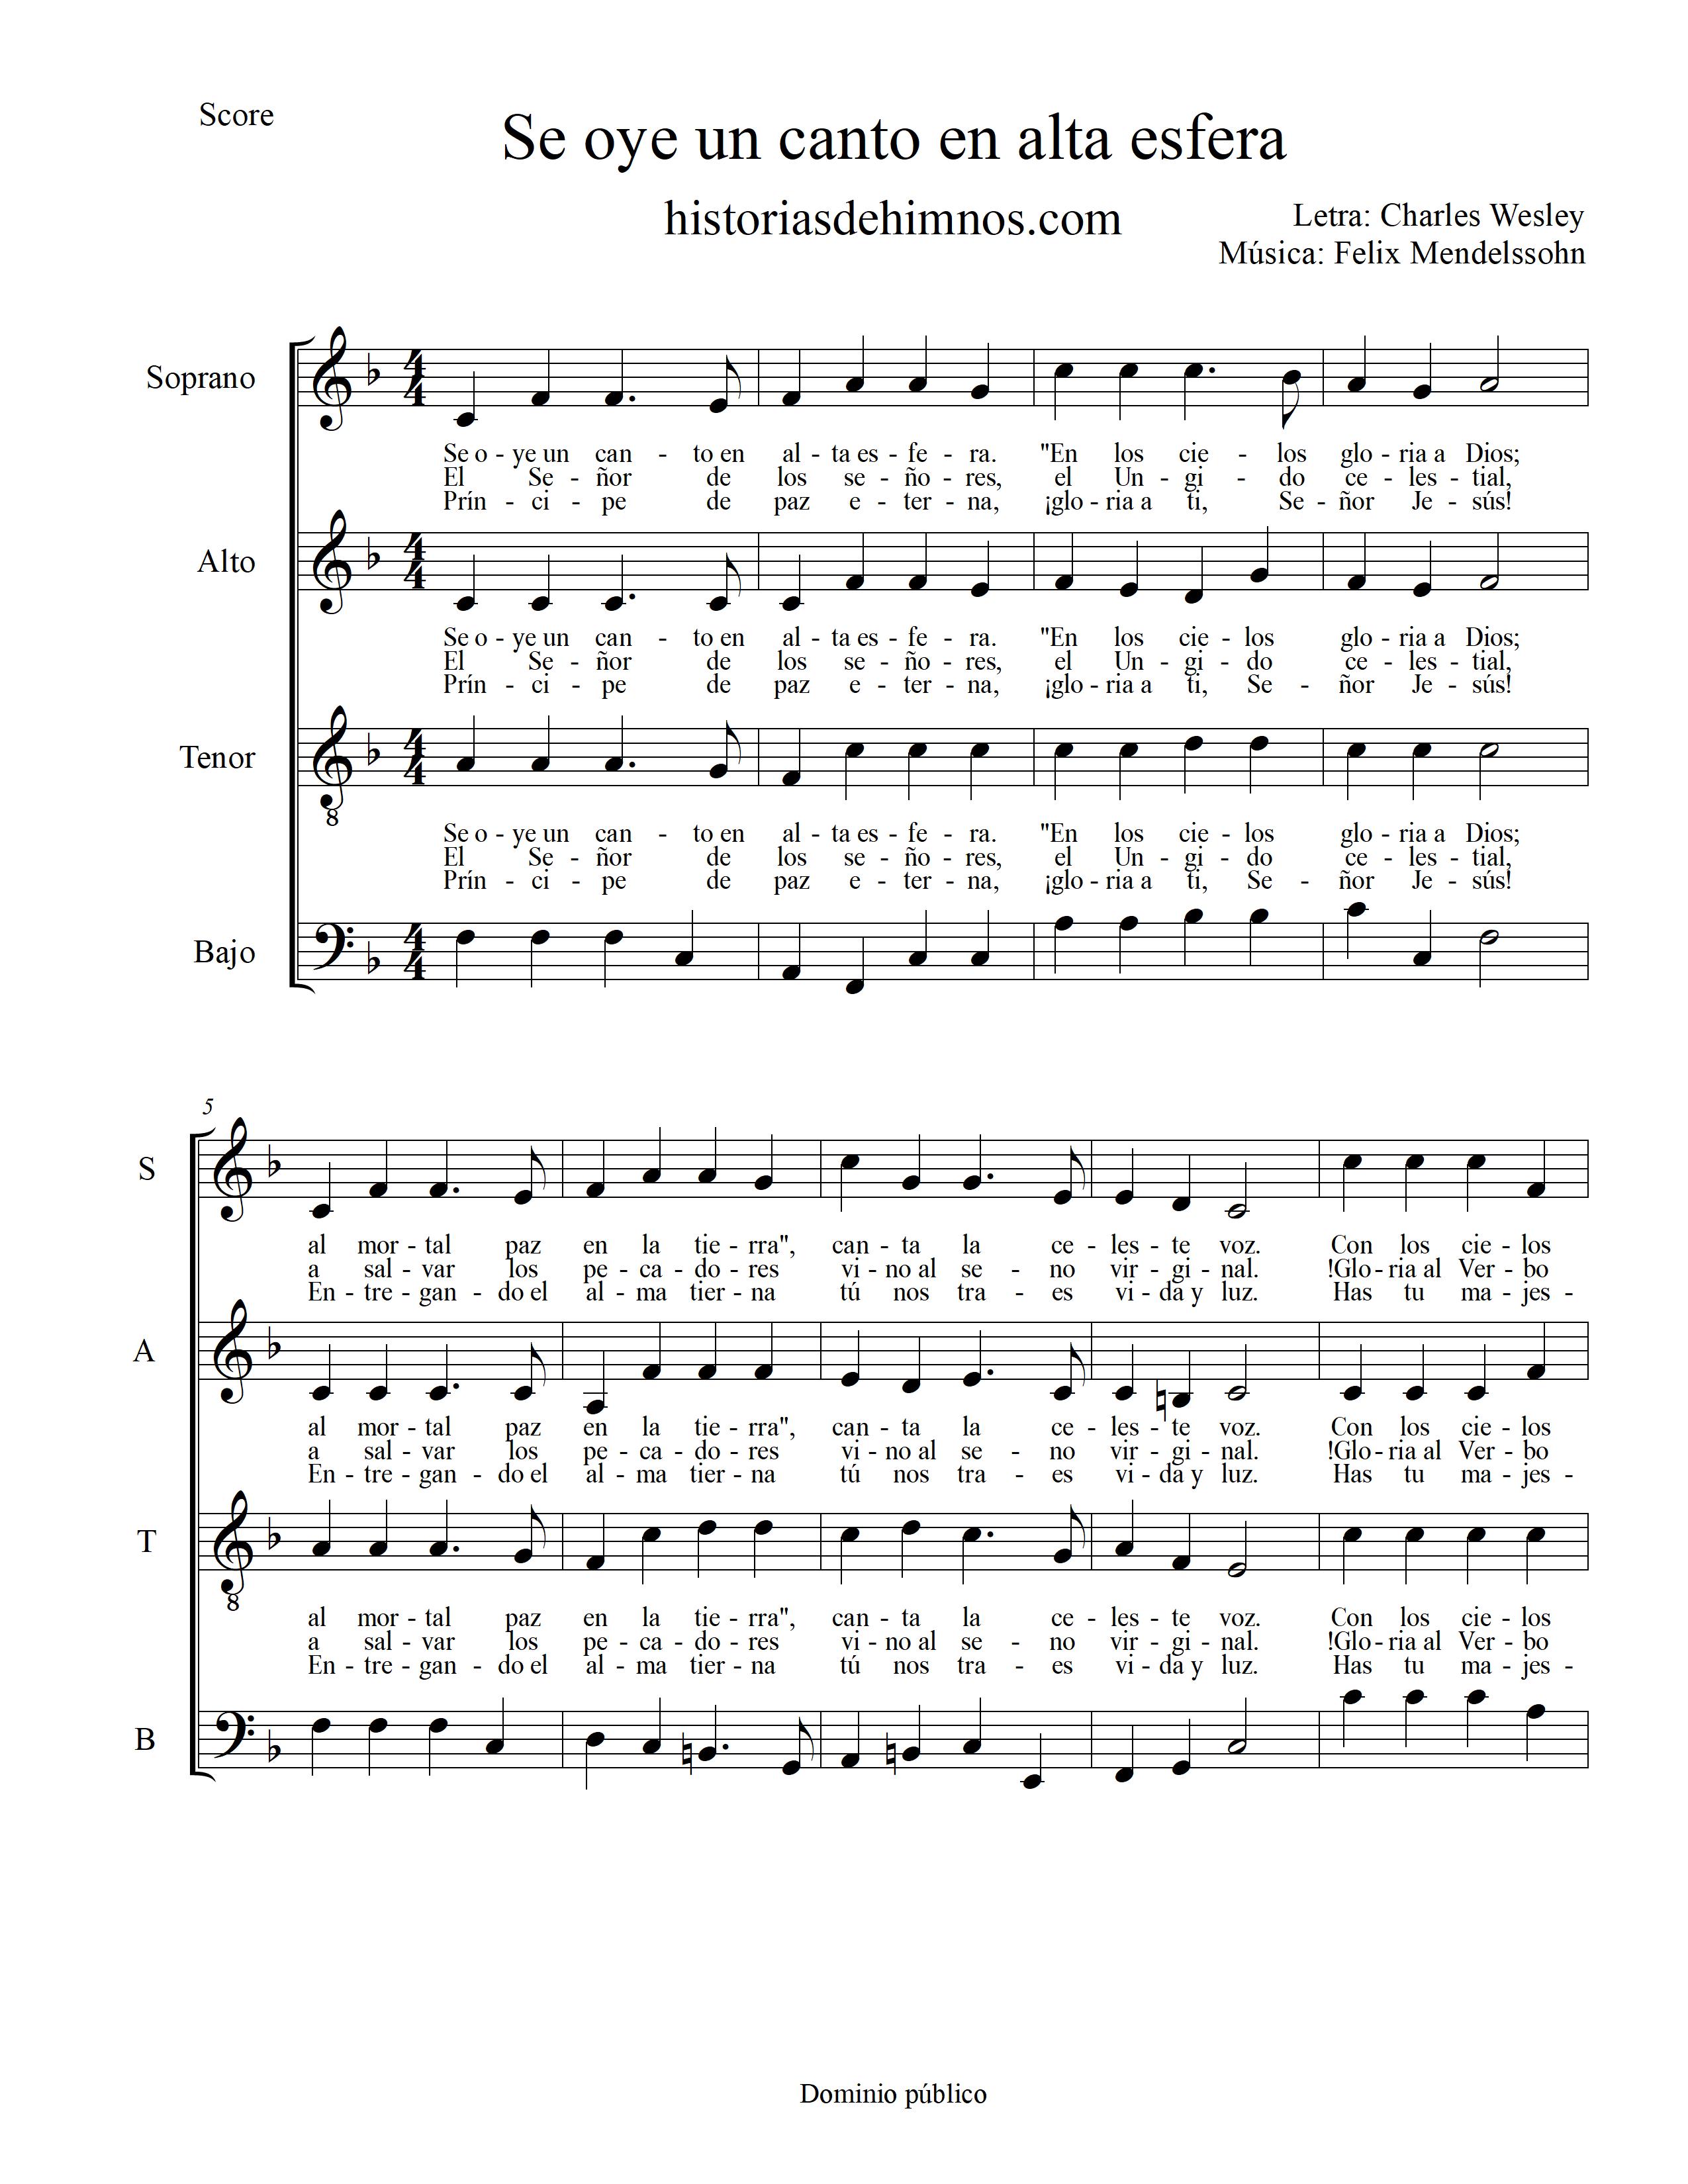 Score
Se oye un canto en alta esfera
historiasdehimnos.com
Letra: Charles Wesley
Música: Felix Mendelssohn
Soprano
Se o - ye un can - to en al - ta es - fe - ra. "En los cie - los glo - ria a Dios;
El Se - ñor de los se - ño - res, el Un - gi - do ce - les - tial,
Prín - ci - pe de paz e - ter - na, ¡glo - ria a ti, Se - ñor Je - sús!
Alto
Se o - ye un can - to en al - ta es - fe - ra. "En los cie - los glo - ria a Dios;
El Se - ñor de los se - ño - res, el Un - gi - do ce - les - tial,
Prín - ci - pe de paz e - ter - na, ¡glo - ria a ti, Se - ñor Je - sús!
Tenor
8
Se o - ye un can - to en al - ta es - fe - ra. "En los cie - los glo - ria a Dios;
El Se - ñor de los se - ño - res, el Un - gi - do ce - les - tial,
Prín - ci - pe de paz e - ter - na, ¡glo - ria a ti, Se - ñor Je - sús!
Bajo
5
S
al mor - tal paz en la tie - rra", can - ta la ce - les - te voz. Con los cie - los
a sal - var los pe - ca - do - res vi - no al se - no vir - gi - nal. !Glo - ria al Ver - bo
En - tre - gan - do el al - ma tier - na tú nos tra - es vi - da y luz. Has tu ma - jes -
A
al mor - tal paz en la tie - rra", can - ta la ce - les - te voz. Con los cie - los
a sal - var los pe - ca - do - res vi - no al se - no vir - gi - nal. !Glo - ria al Ver - bo
En - tre - gan - do el al - ma tier - na tú nos tra - es vi - da y luz. Has tu ma - jes -
T
8
al mor - tal paz en la tie - rra", can - ta la ce - les - te voz. Con los cie - los
a sal - var los pe - ca - do - res vi - no al se - no vir - gi - nal. !Glo - ria al Ver - bo
En - tre - gan - do el al - ma tier - na tú nos tra - es vi - da y luz. Has tu ma - jes -
B
Dominio público